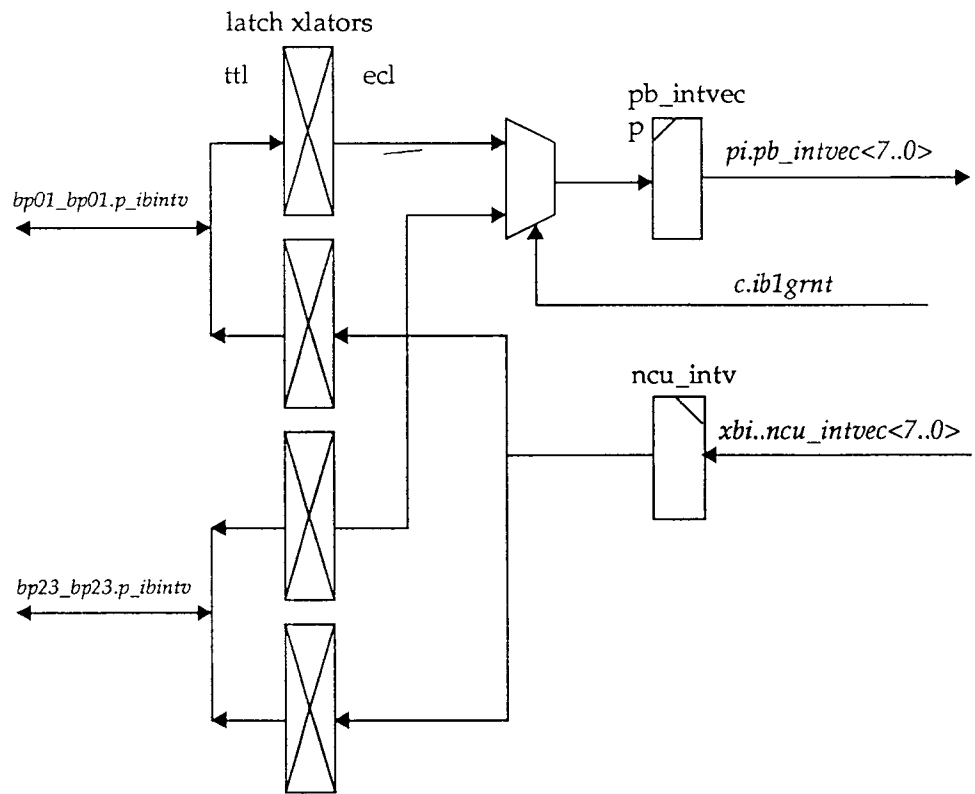 latch xlators
ttl
ecl
pb_intvec
p
pi.pb_intvec<7..0>
bp01_bp01.p_ibintv
c.ib1grnt
ncu_intv
xbi..ncu_intvec<7..0>
bp23_bp23.p_ibintv